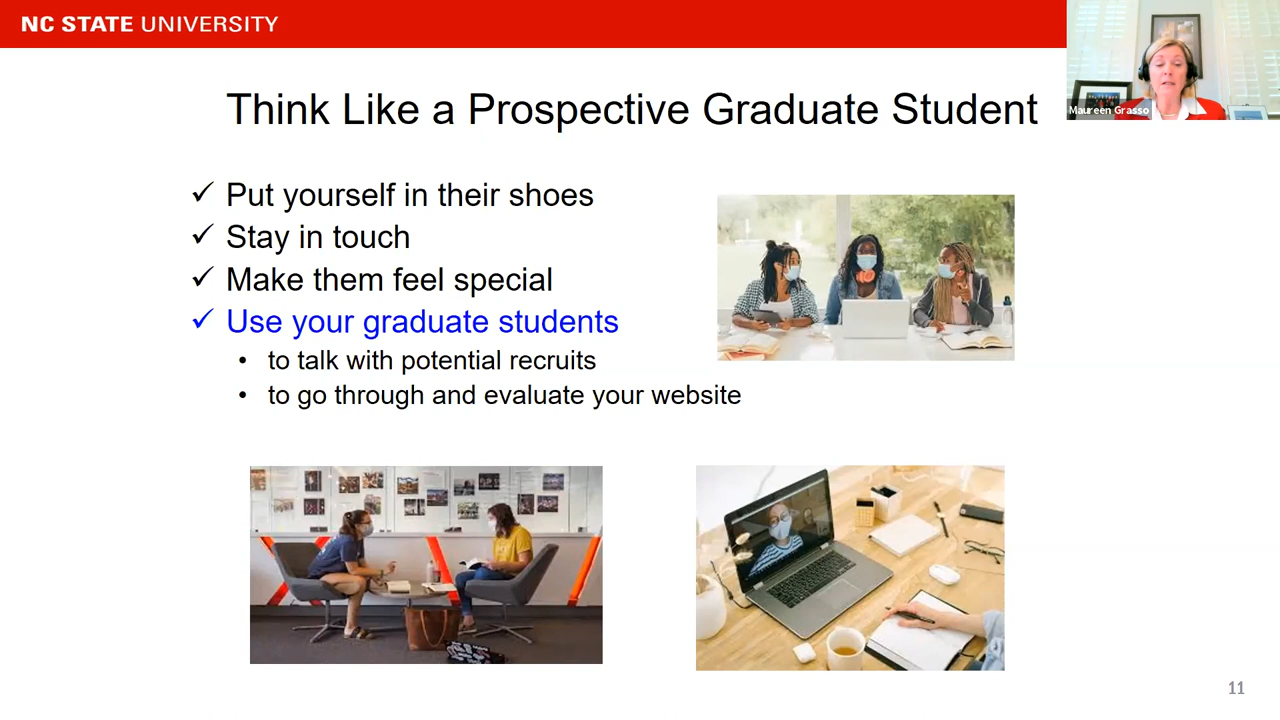 NC STATE UNIVERSITY
Maureen Grasso
Think Like a Prospective Graduate Student
✓ Put yourself in their shoes
✓ Stay in touch
✓ Make them feel special
✓ Use your graduate students
• to talk with potential recruits
• to go through and evaluate your website
11